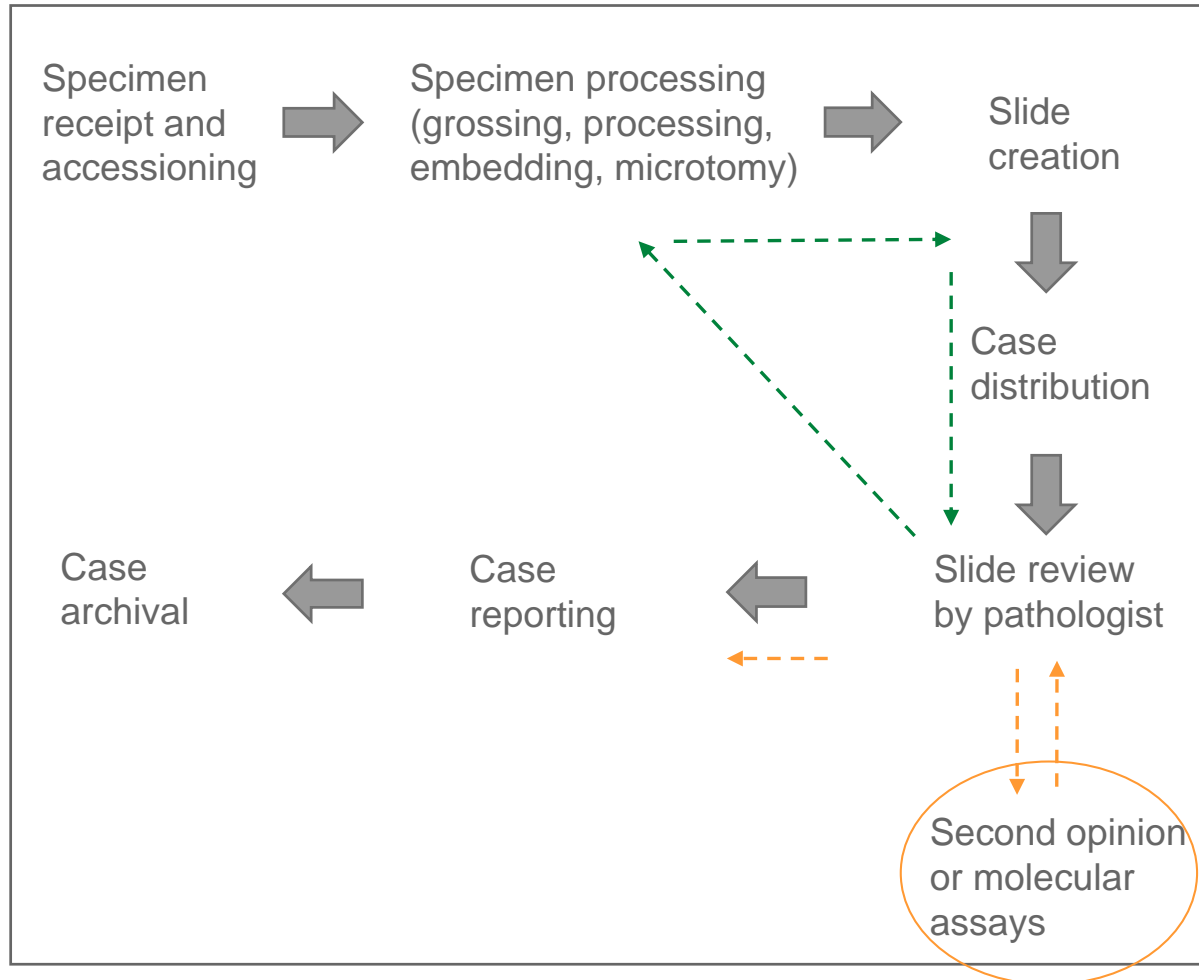 Specimen
receipt and
accessioning
Specimen processing
(grossing, processing,
embedding, microtomy)
Slide
creation
Case
distribution
Slide review
by pathologist
Case
reporting
Case
archival
Second opinion
or molecular
assays